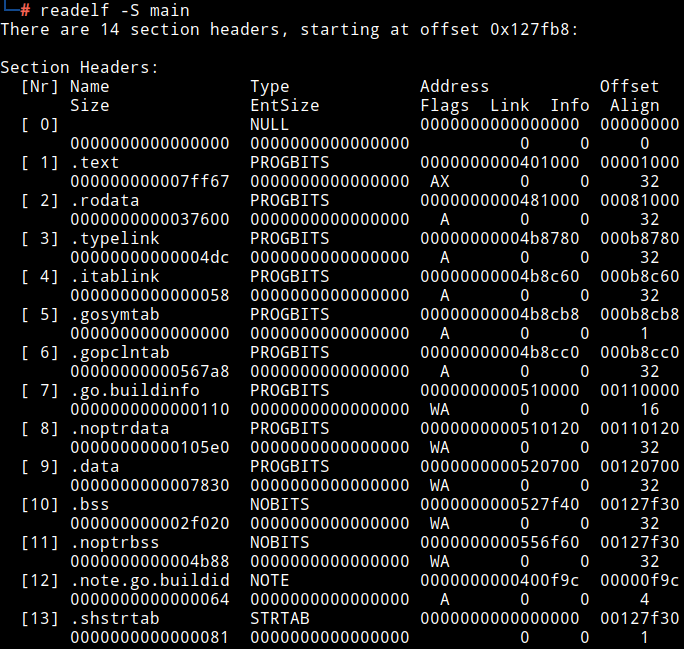 # readelf -S main
There are 14 section headers, starting at offset 0x127fb8:
Section Headers:
[Nr] Name Type Address Offset
Size EntSize Flags Link Info Align
[ 0] NULL 0000000000000000 00000000
0000000000000000 0000000000000000 0 0 0
[ 1] .text PROGBITS 0000000000401000 00001000
000000000007ff67 0000000000000000 AX 0 0 32
[ 2] .rodata PROGBITS 0000000000481000 00081000
0000000000037600 0000000000000000 A 0 0 32
[ 3] .typelink PROGBITS 00000000004b8780 000b8780
00000000000004dc 0000000000000000 A 0 0 32
[ 4] .itablink PROGBITS 00000000004b8c60 000b8c60
0000000000000058 0000000000000000 A 0 0 32
[ 5] .gosymtab PROGBITS 00000000004b8cb8 000b8cb8
0000000000000000 0000000000000000 A 0 0 1
[ 6] .gopclntab PROGBITS 00000000004b8cc0 000b8cc0
00000000000567a8 0000000000000000 A 0 0 32
[ 7] .go.buildinfo PROGBITS 0000000000510000 00110000
0000000000000110 0000000000000000 WA 0 0 16
[ 8] .noptrdata PROGBITS 0000000000510120 00110120
00000000000105e0 0000000000000000 WA 0 0 32
[ 9] .data PROGBITS 0000000000520700 00120700
0000000000007830 0000000000000000 WA 0 0 32
[10] .bss NOBITS 0000000000527f40 00127f30
000000000002f020 0000000000000000 WA 0 0 32
[11] .noptrbss NOBITS 0000000000556f60 00127f30
0000000000004b88 0000000000000000 WA 0 0 32
[12] .note.go.buildid NOTE 0000000000400f9c 00000f9c
0000000000000064 0000000000000000 A 0 0 4
[13] .shstrtab STRTAB 0000000000000000 00127f30
0000000000000081 0000000000000000 0 0 1